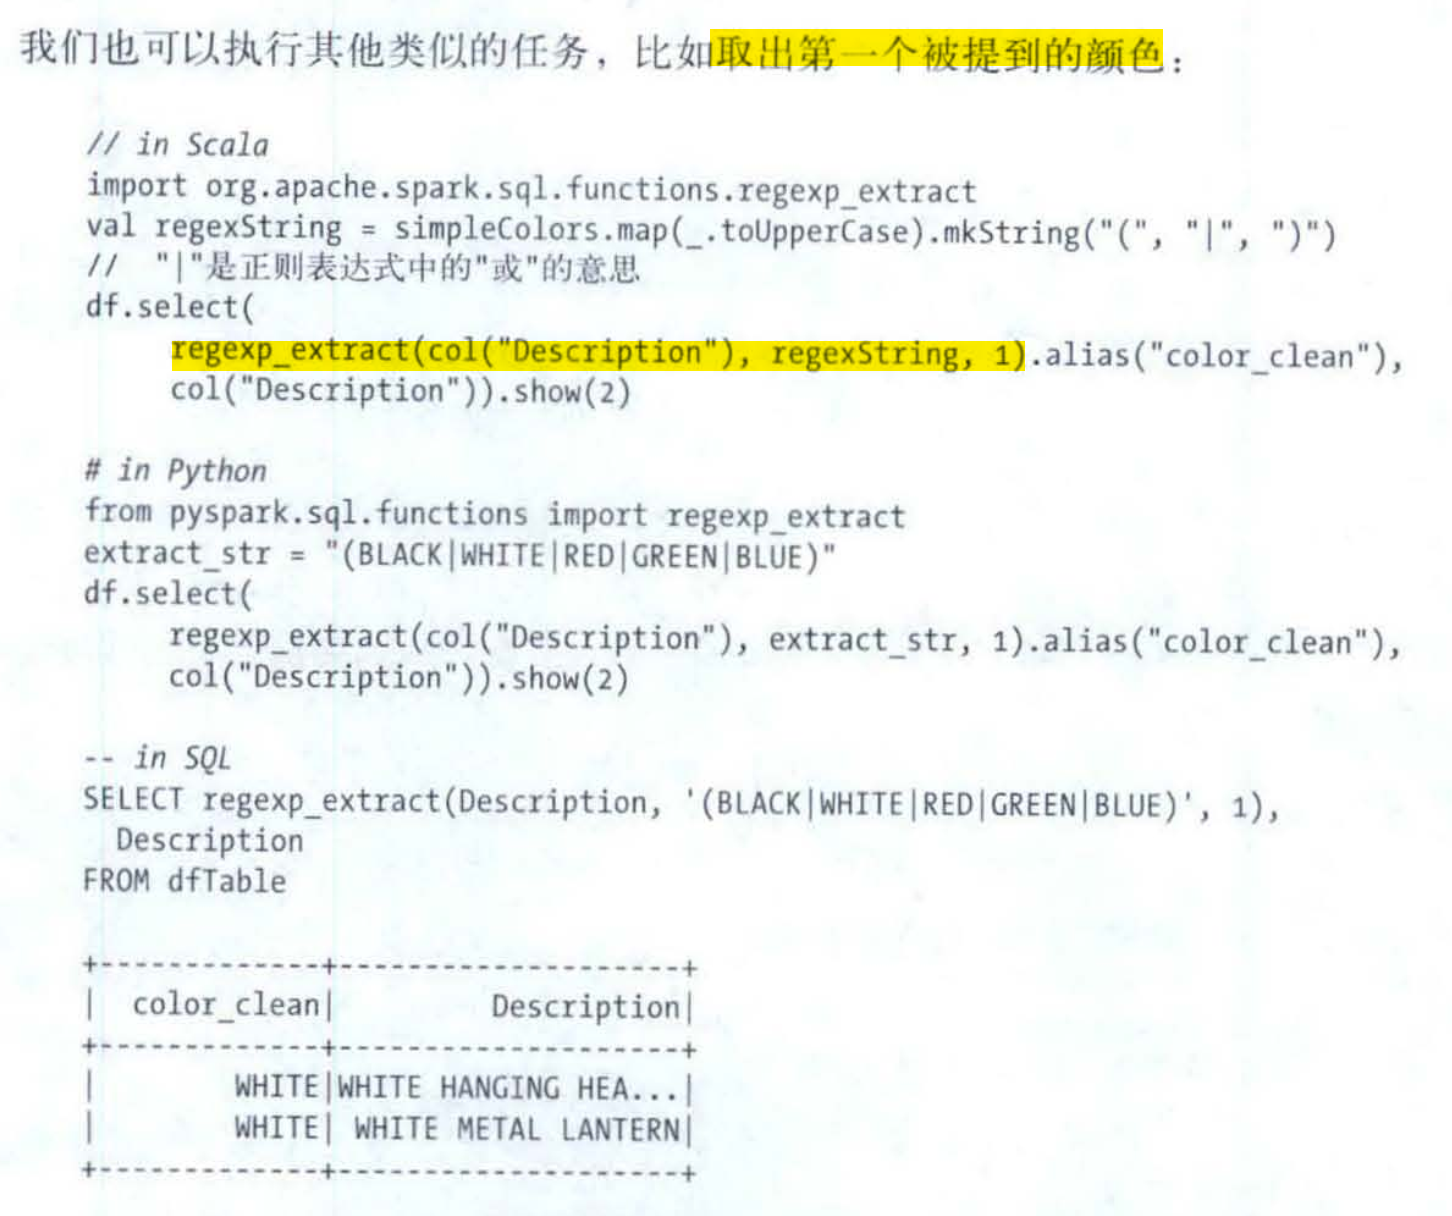 我们也可以执行其他类似的任务，比如取出第一个被提到的颜色：
// in Scala
import org.apache.spark.sql.functions.regexp_extract
val regexString = simpleColors.map(_.toUpperCase).mkString("(", "|", ")")
// "|"是正则表达式中的"或"的意思
df.select(
    regexp_extract(col("Description"), regexString, 1).alias("color_clean"),
    col("Description")).show(2)
# in Python
from pyspark.sql.functions import regexp_extract
extract_str = "(BLACK|WHITE|RED|GREEN|BLUE)"
df.select(
    regexp_extract(col("Description"), extract_str, 1).alias("color_clean"),
    col("Description")).show(2)
-- in SQL
SELECT regexp_extract(Description, '(BLACK|WHITE|RED|GREEN|BLUE)', 1),
  Description
FROM dfTable
+-------------+--------------------+
|  color_clean|         Description|
+-------------+--------------------+
|        WHITE|WHITE HANGING HEA...|
|        WHITE| WHITE METAL LANTERN|
+-------------+--------------------+